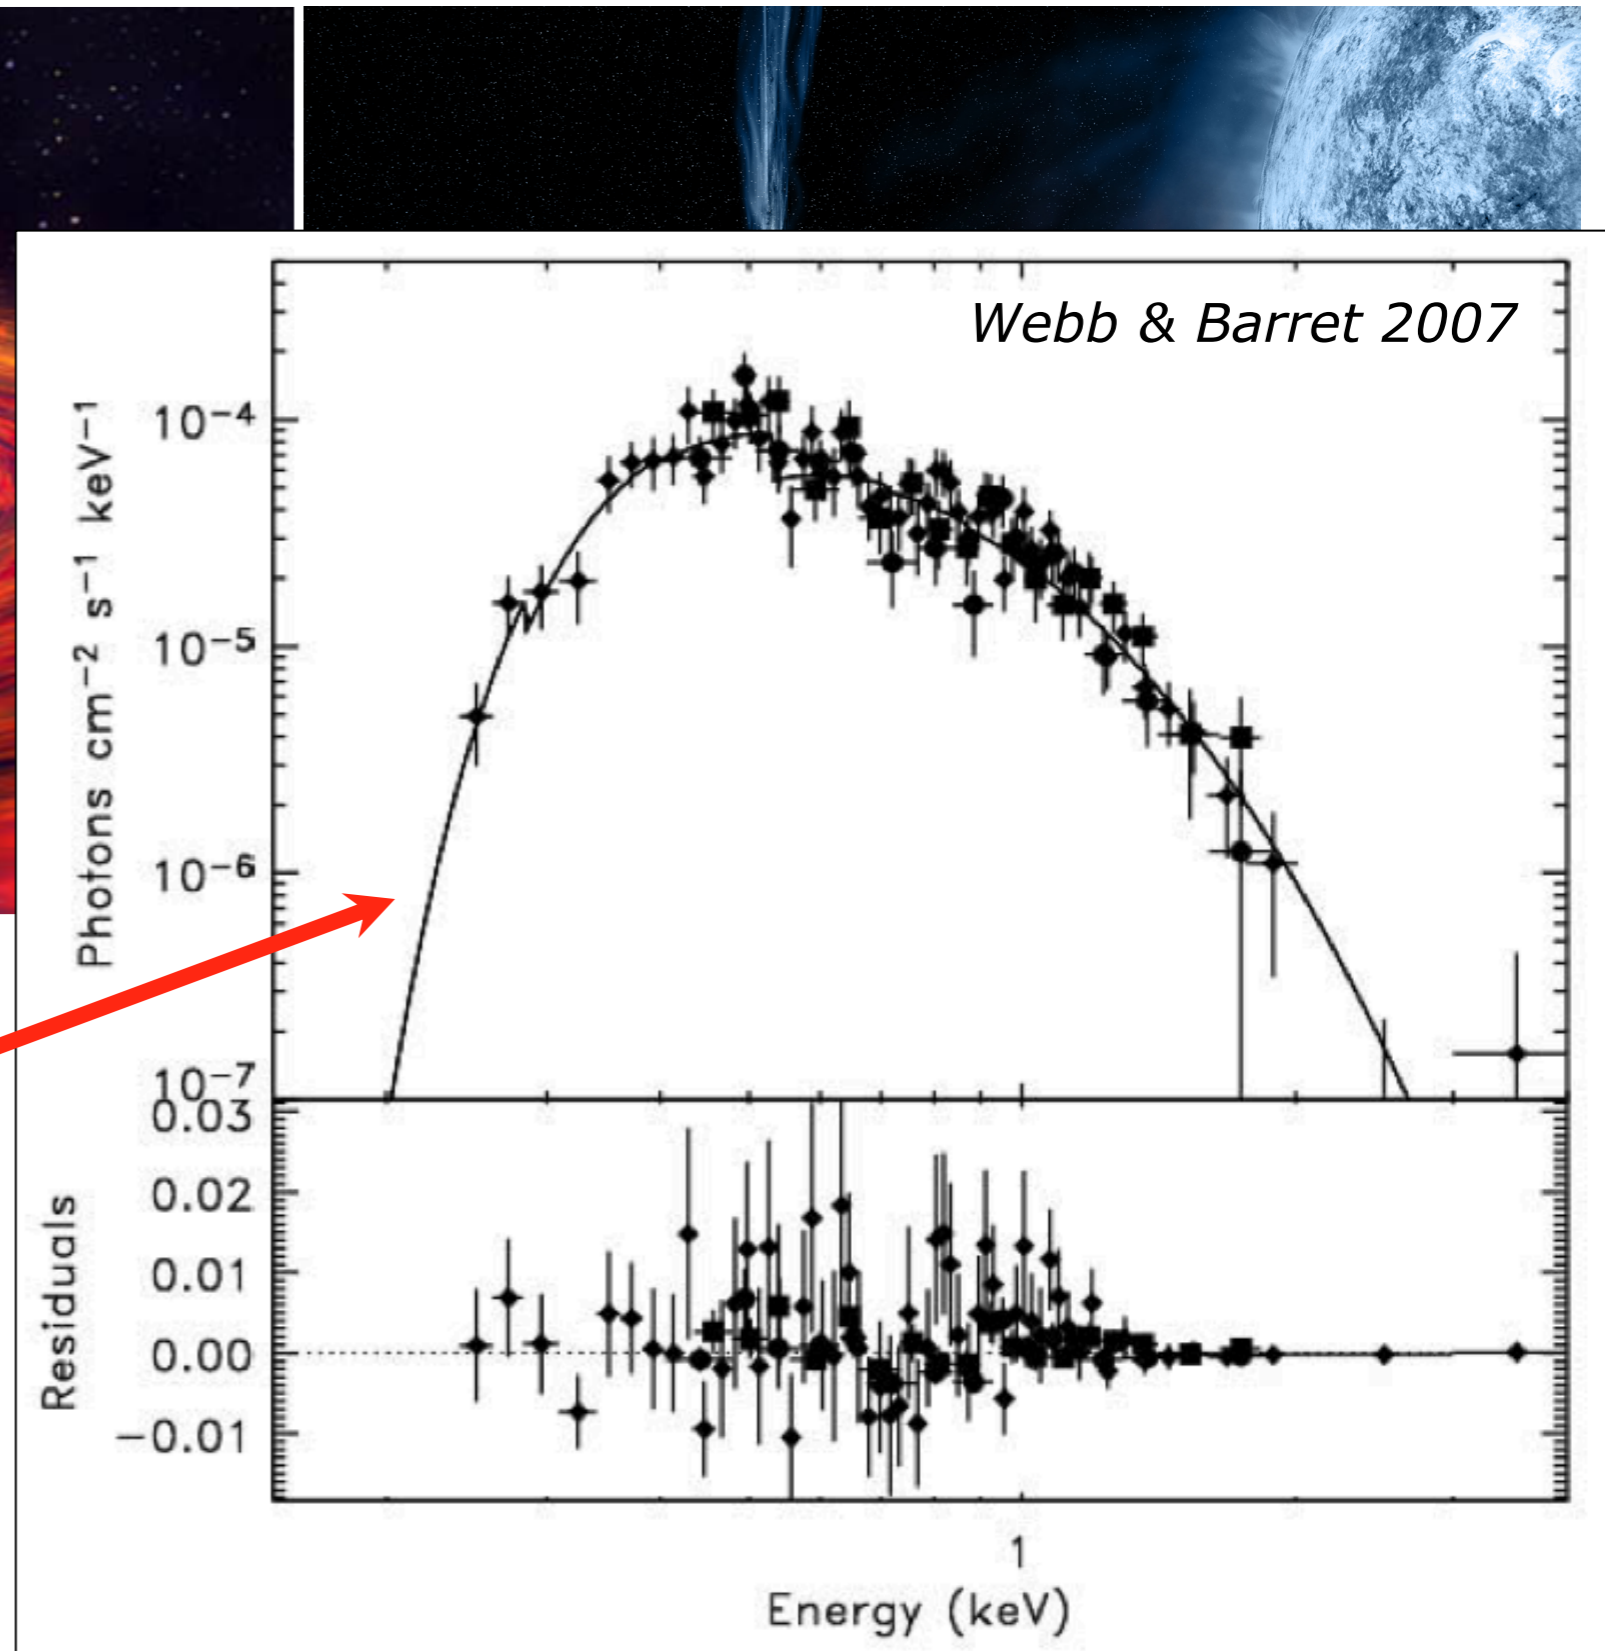 Webb & Barret 2007
Photons cm⁻² s⁻¹ keV⁻¹
10⁻⁴
10⁻⁵
10⁻⁶
10⁻⁷
Residuals
0.03
0.02
0.01
0.00
−0.01
1
Energy (keV)